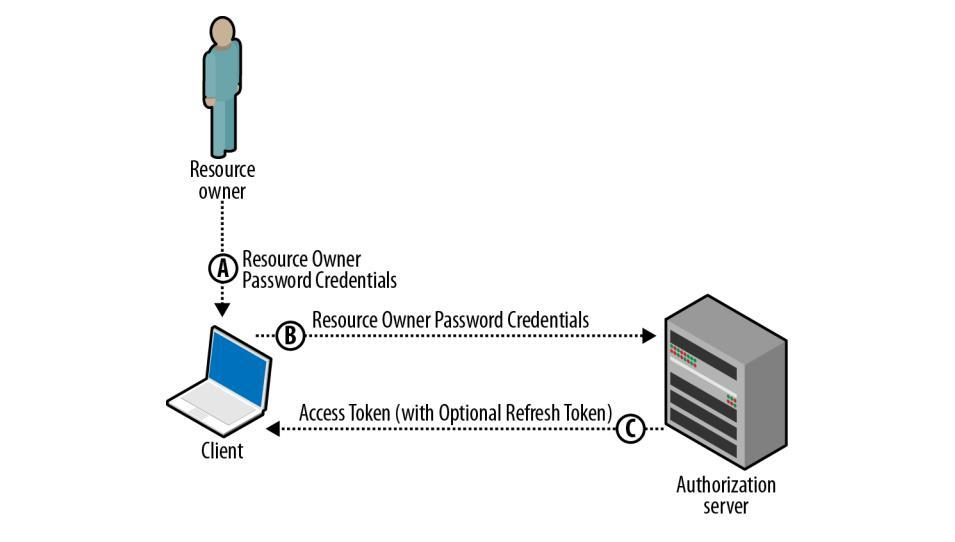 Resource
owner
A
Resource Owner
Password Credentials
B
Resource Owner Password Credentials
Access Token (with Optional Refresh Token)
C
Client
Authorization
server